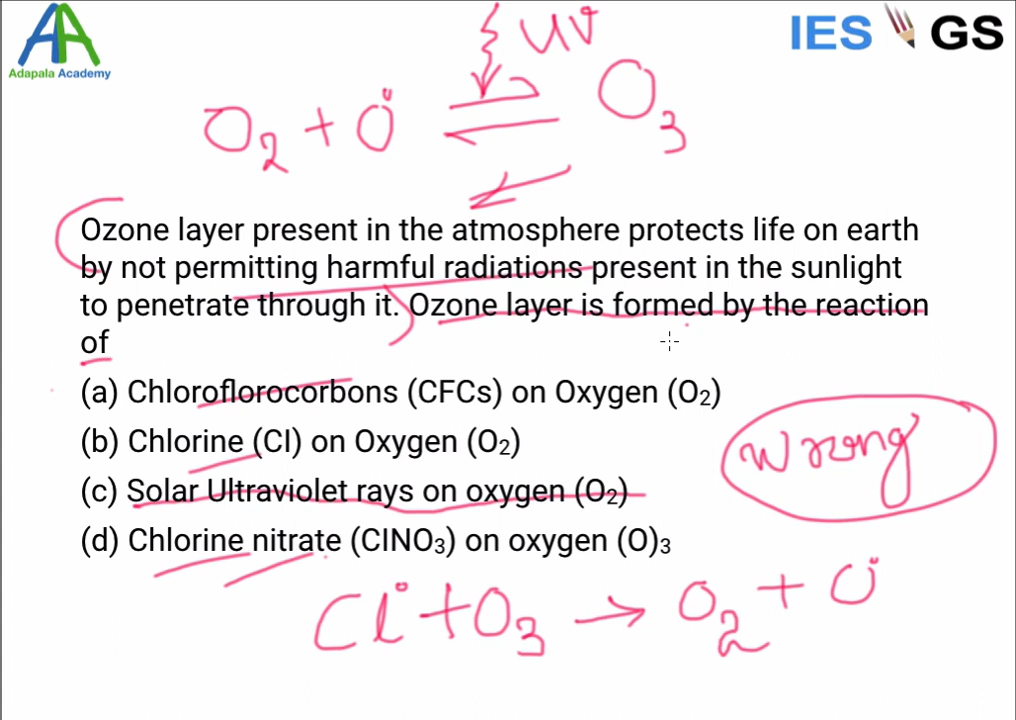 AA
Adapala Academy
IES GS
UV
O₂ + O ⇌ O₃
Ozone layer present in the atmosphere protects life on earth
by not permitting harmful radiations present in the sunlight
to penetrate through it. Ozone layer is formed by the reaction
of
(a) Chloroflorocorbons (CFCs) on Oxygen (O₂)
(b) Chlorine (Cl) on Oxygen (O₂)
(c) Solar Ultraviolet rays on oxygen (O₂)
(d) Chlorine nitrate (ClNO₃) on oxygen (O)₃
Wrong
Cl° + O₃ → O₂ + O°